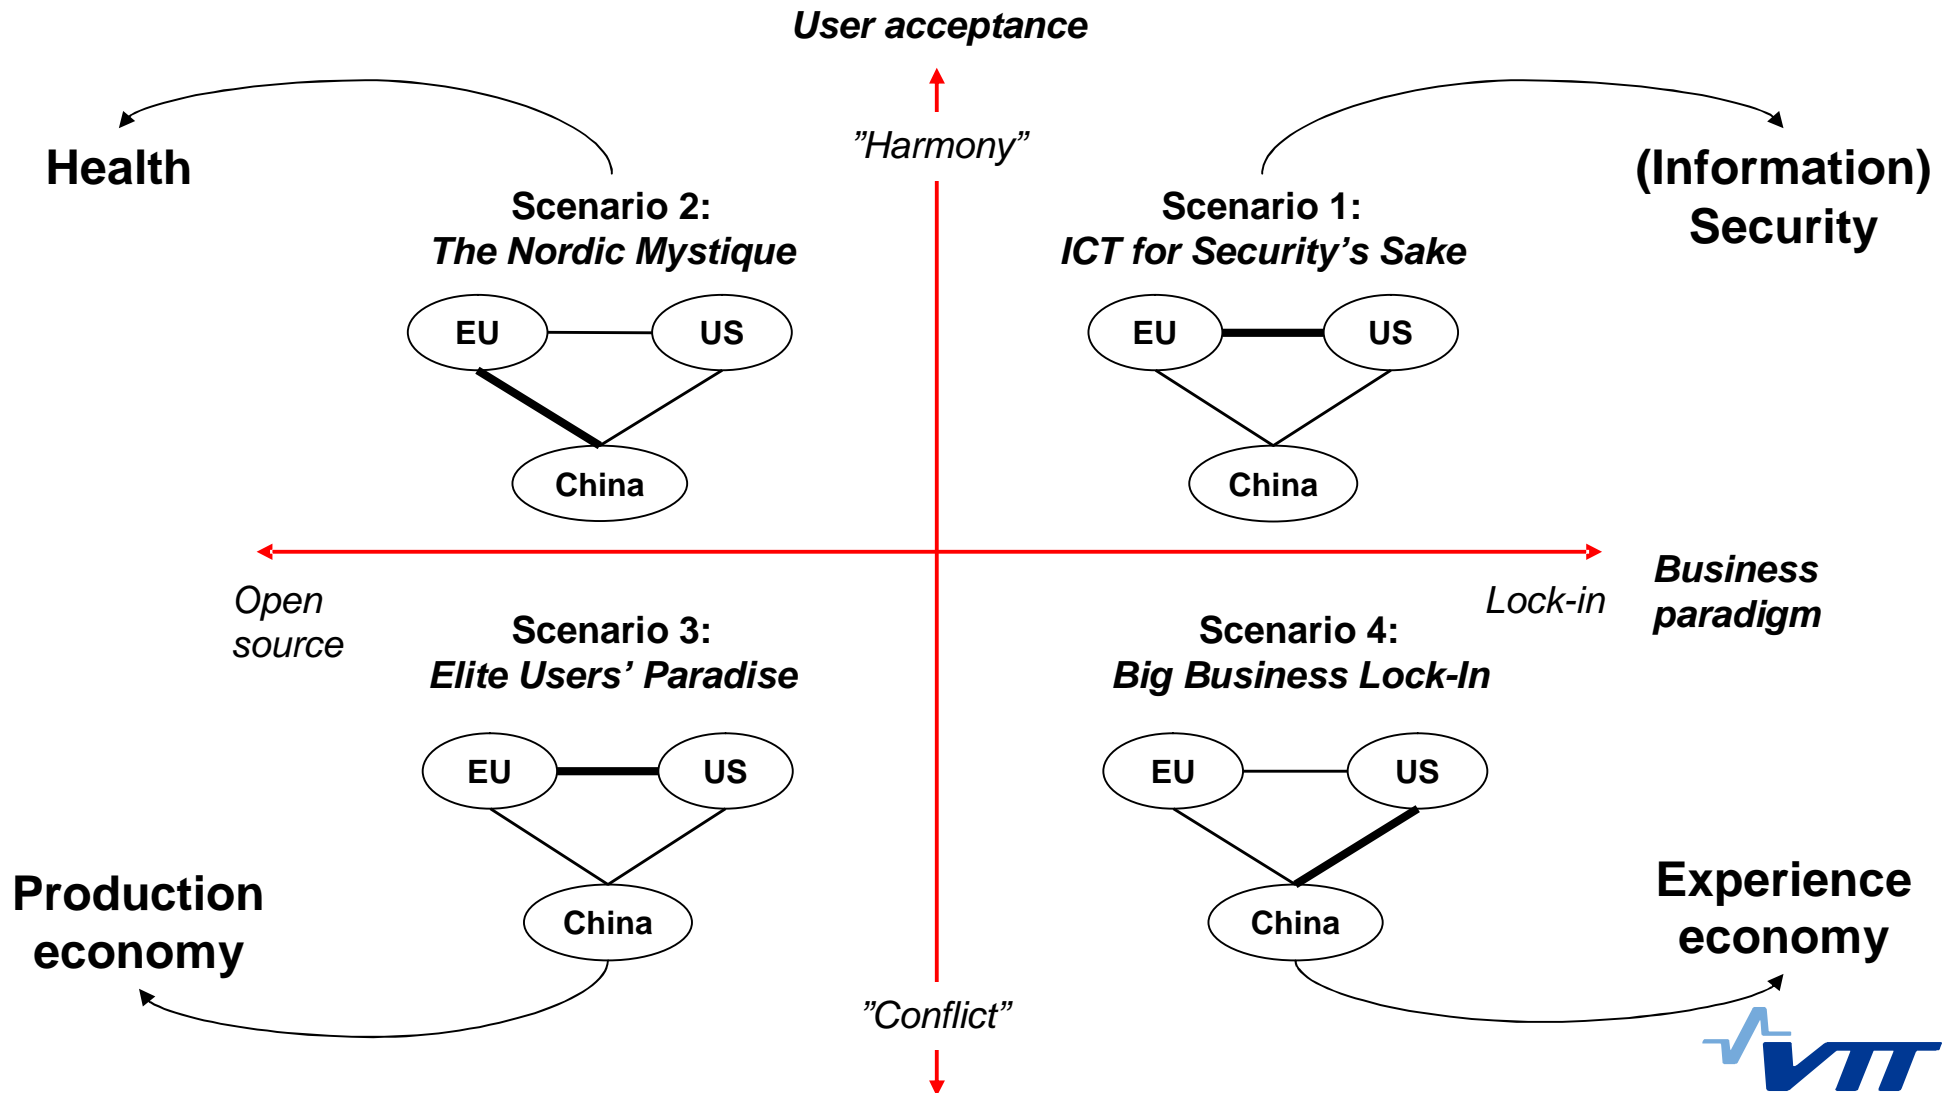 User acceptance
”Harmony”
Health
(Information)
Security
Scenario 2:
The Nordic Mystique
EU
US
China
Scenario 1:
ICT for Security’s Sake
EU
US
China
Open
source
Lock-in
Business
paradigm
Scenario 3:
Elite Users’ Paradise
EU
US
China
Scenario 4:
Big Business Lock-In
EU
US
China
Production
economy
Experience
economy
”Conflict”
VTT